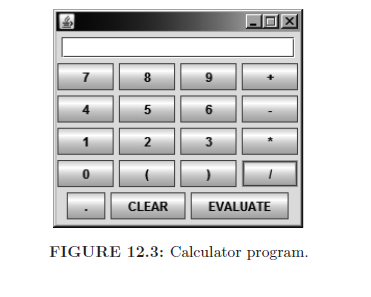 7 8 9 +
4 5 6 -
1 2 3 *
0 ( ) /
. CLEAR EVALUATE
FIGURE 12.3: Calculator program.